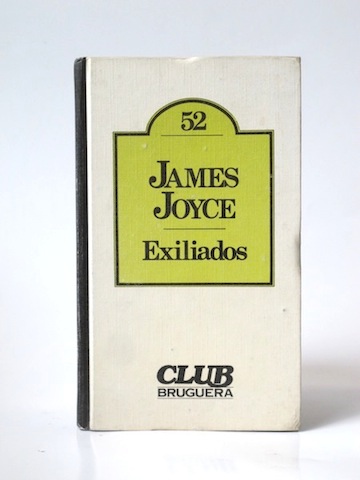 52
JAMES
JOYCE
Exiliados
CLUB
BRUGUERA